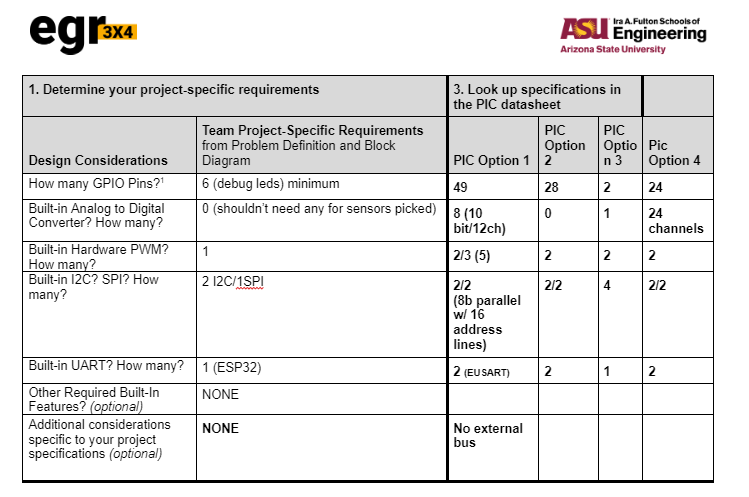 egr 3X4
ASU Ira A. Fulton Schools of
Engineering
Arizona State University
1. Determine your project-specific requirements
3. Look up specifications in
the PIC datasheet
Design Considerations
Team Project-Specific Requirements
from Problem Definition and Block
Diagram
PIC Option 1
PIC
Option
2
PIC
Optio
n 3
Pic
Option 4
How many GPIO Pins?¹
6 (debug leds) minimum
49
28
2
24
Built-in Analog to Digital
Converter? How many?
0 (shouldn't need any for sensors picked)
8 (10
bit/12ch)
0
1
24
channels
Built-in Hardware PWM?
How many?
1
2/3 (5)
2
2
2
Built-in I2C? SPI? How
many?
2 I2C/1SPI
2/2
(8b parallel
w/ 16
address
lines)
2/2
4
2/2
Built-in UART? How many?
1 (ESP32)
2 (EUSART)
2
1
2
Other Required Built-In
Features? (optional)
NONE
Additional considerations
specific to your project
specifications (optional)
NONE
No external
bus